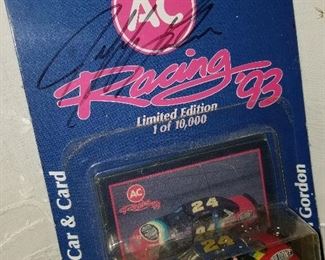 AC
Racing '93
Limited Edition
1 of 10,000
Car & Card
AC
Racing
24
24
Gordon